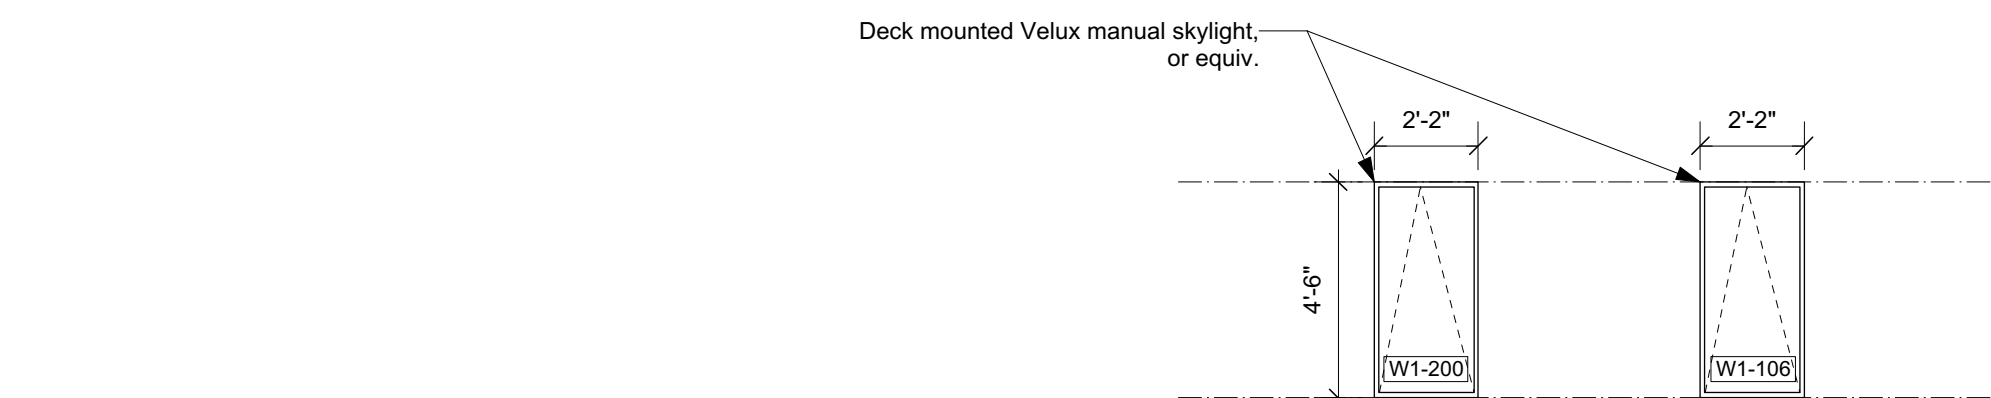 Deck mounted Velux manual skylight,
or equiv.
2'-2"
2'-2"
4'-6"
W1-200
W1-106